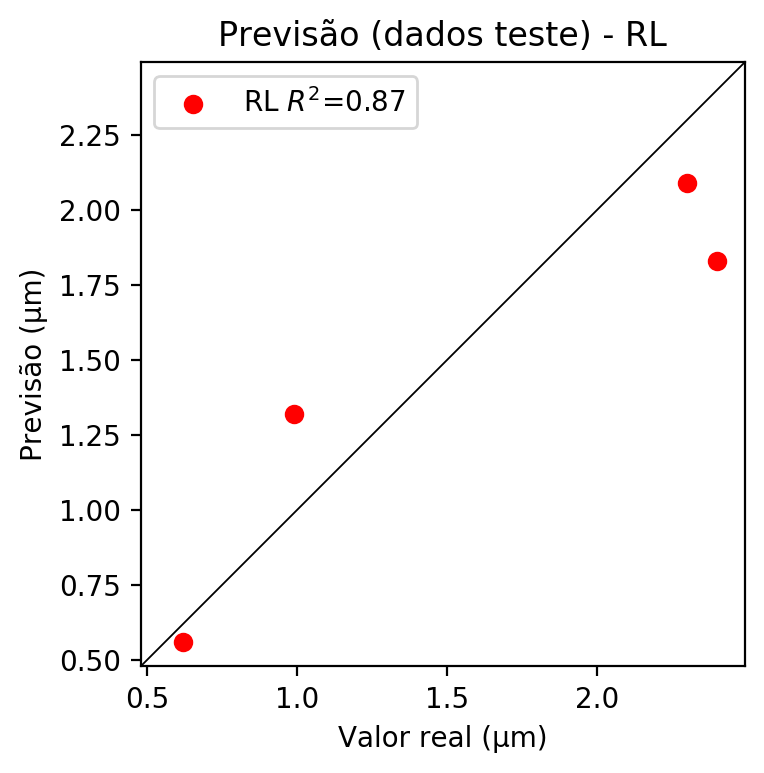 Previsão (dados teste) - RL
RL R²=0.87
2.25
2.00
1.75
1.50
1.25
1.00
0.75
0.50
Previsão (µm)
0.5 1.0 1.5 2.0
Valor real (µm)